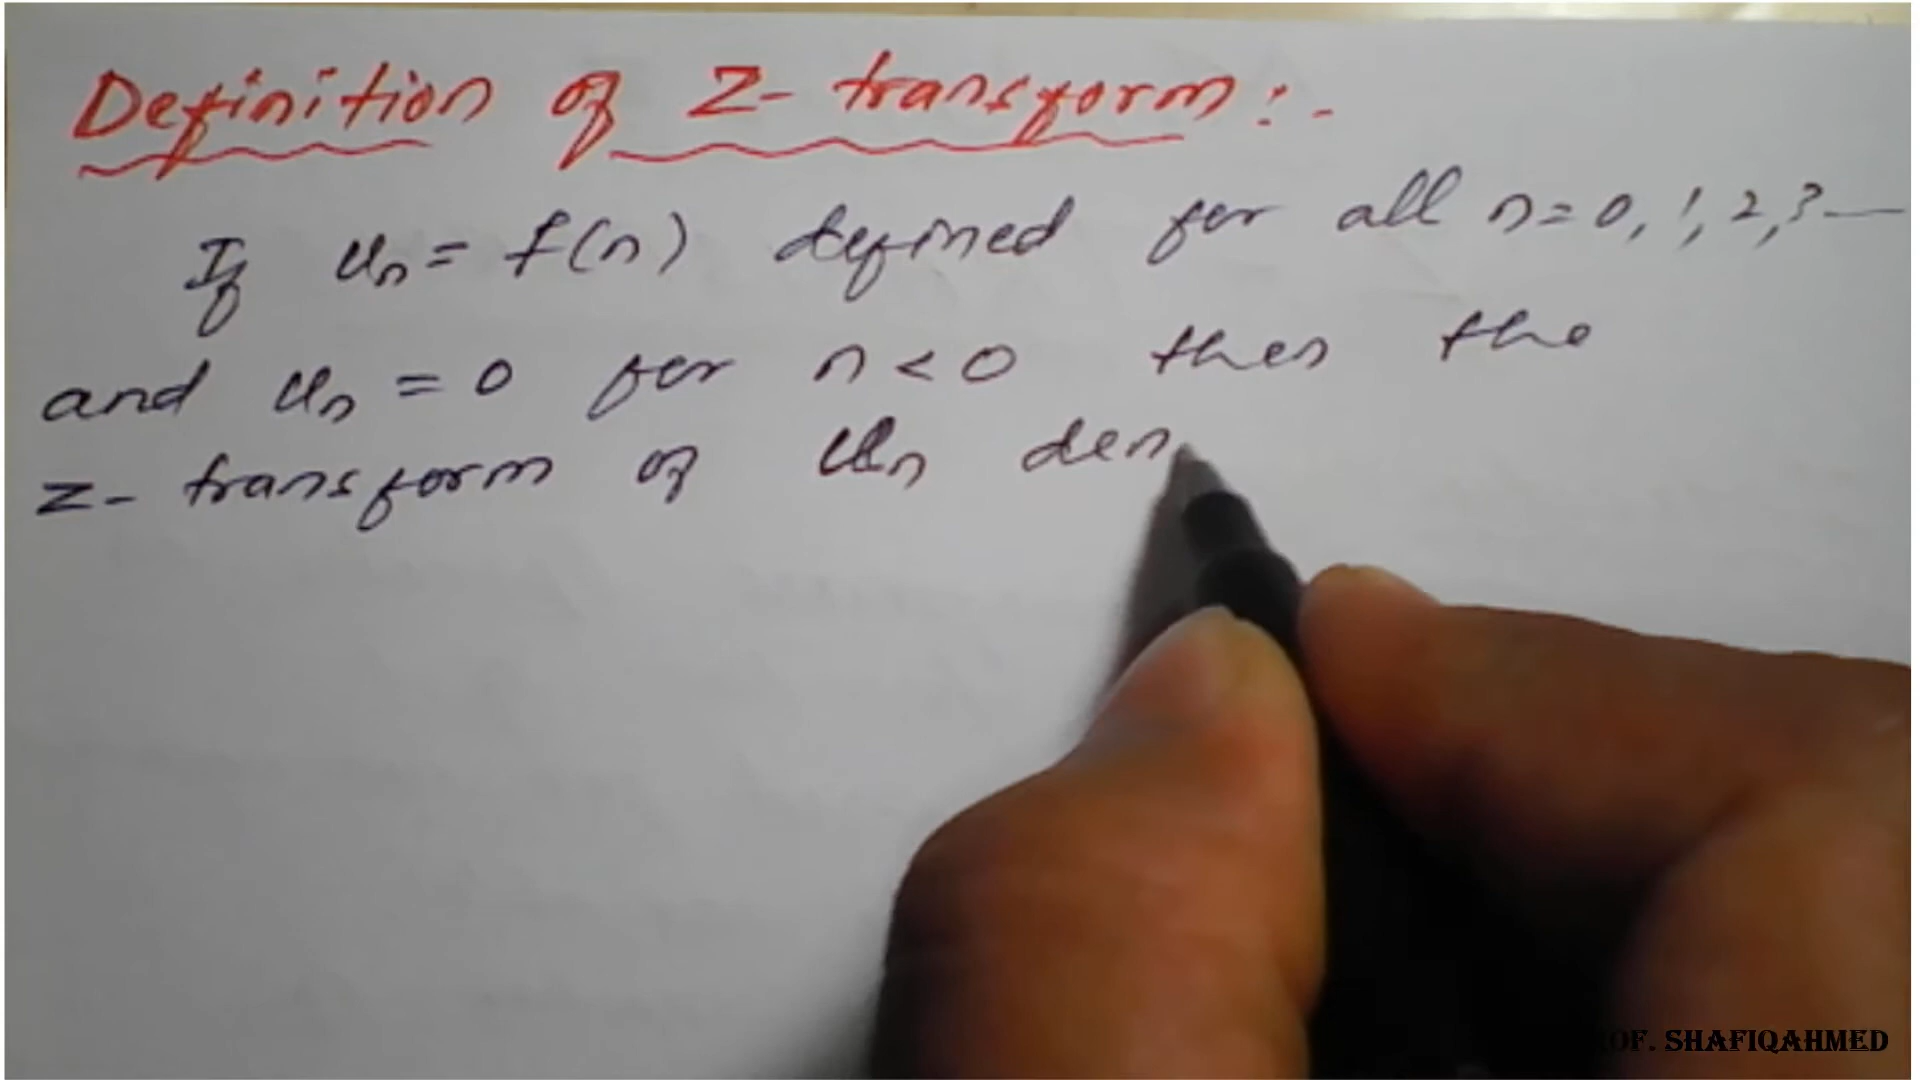 Definition of Z- transform:-
If un = f(n) defined for all n=0,1,2,3—
and un = 0 for n<0 then the
z- transform of un den
OF. SHAFIQAHMED